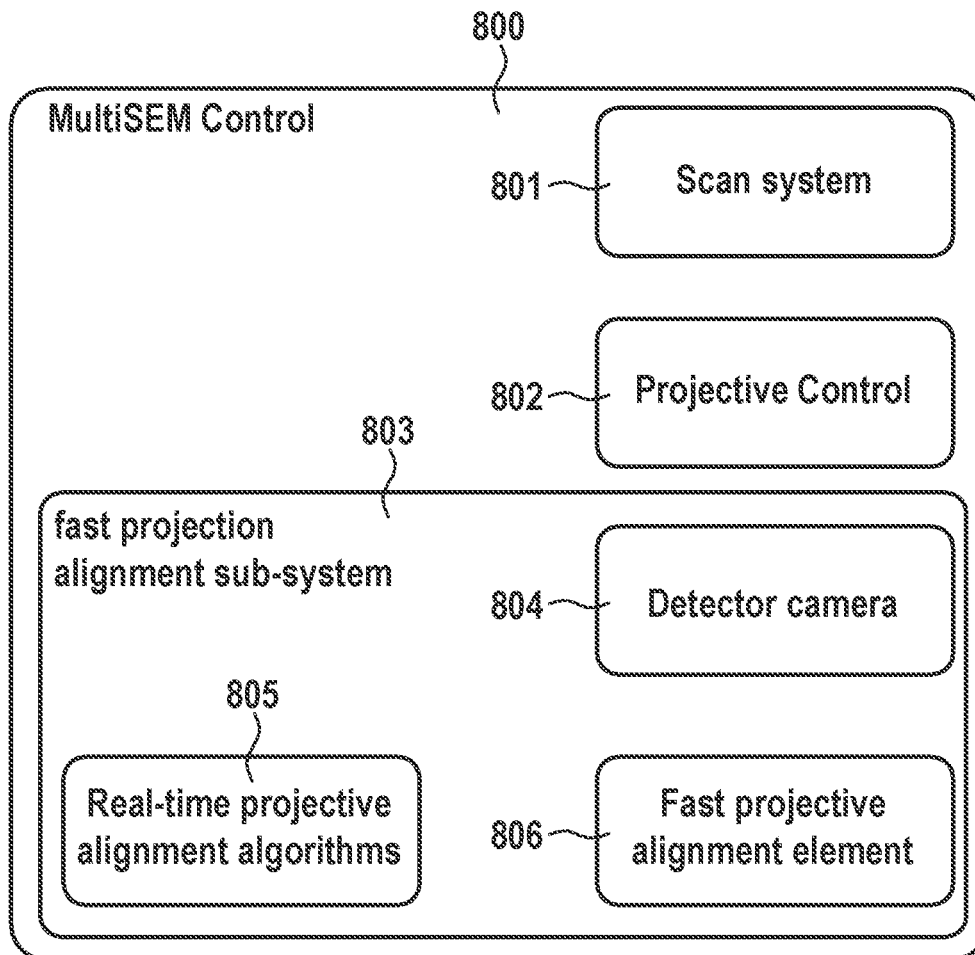 800
MultiSEM Control
801
Scan system
802
Projective Control
803
fast projection
alignment sub-system
804
Detector camera
805
Real-time projective
alignment algorithms
806
Fast projective
alignment element